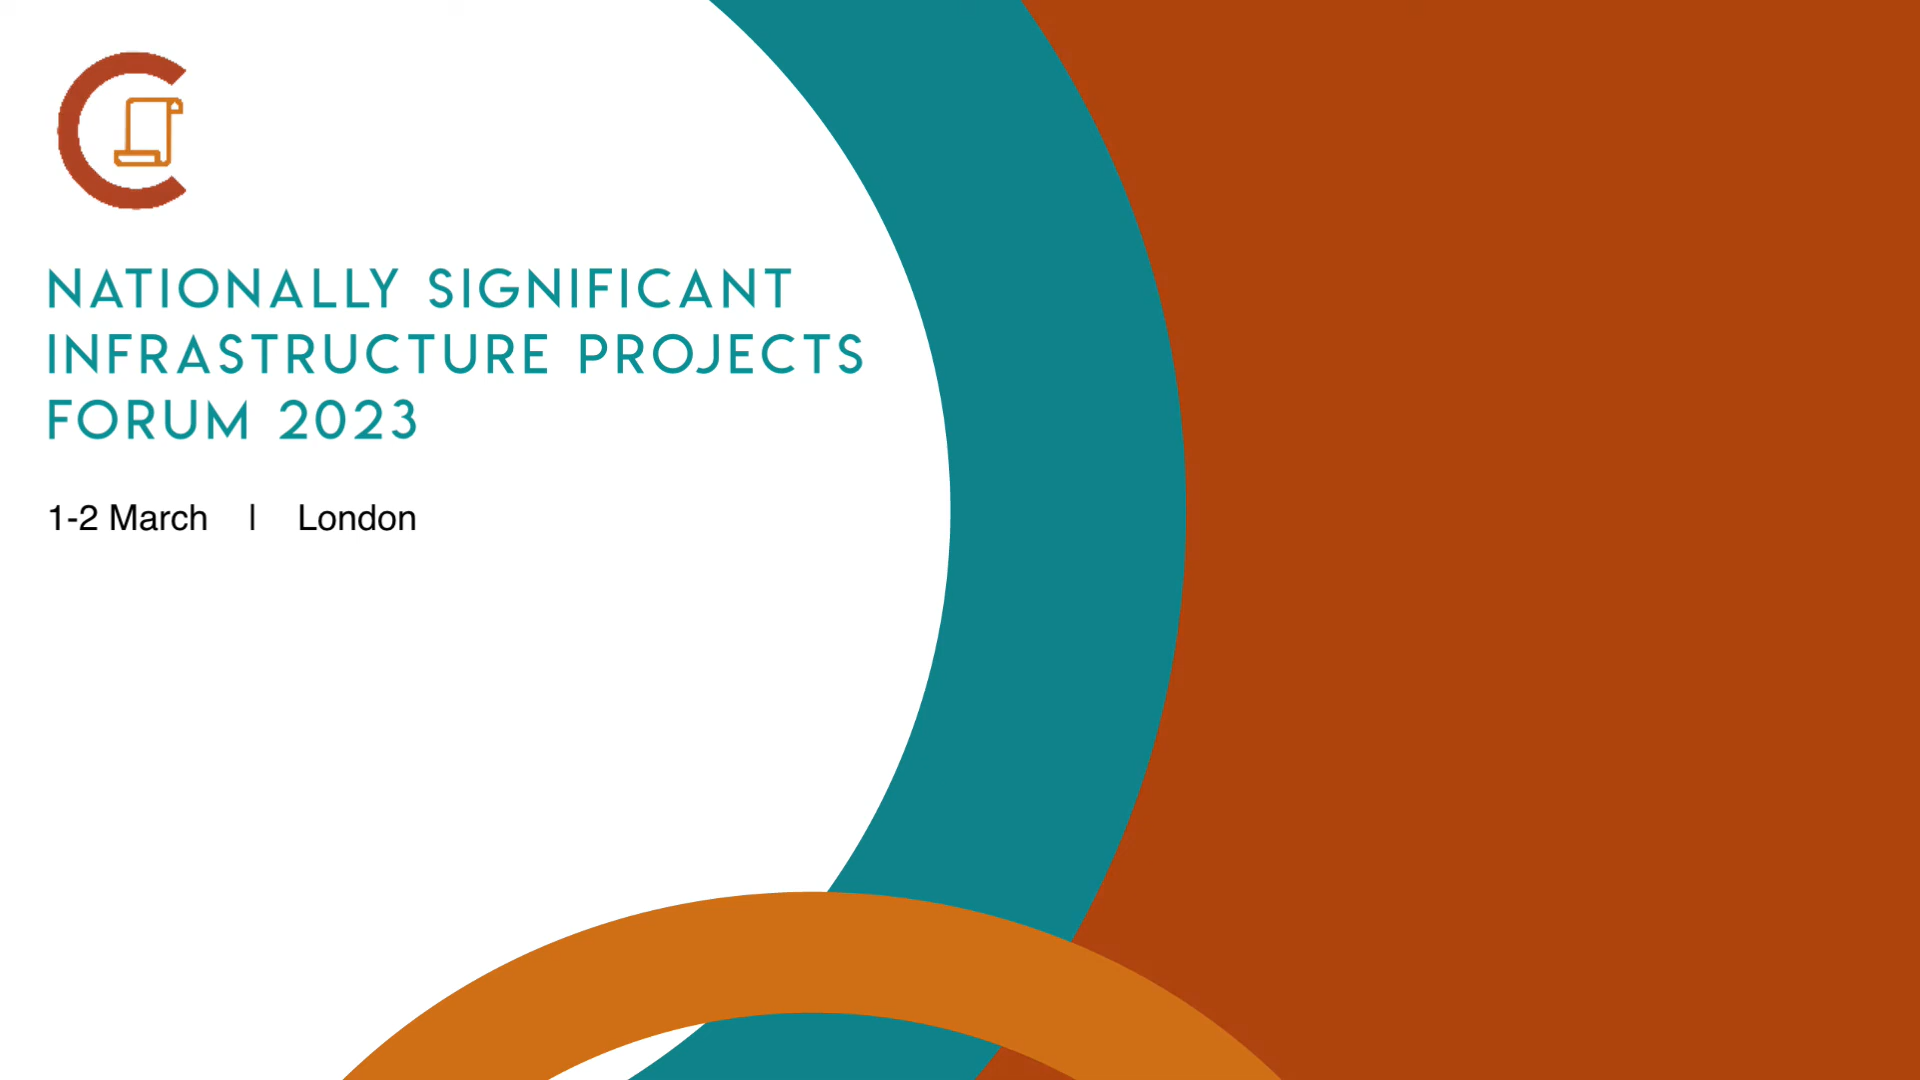 NATIONALLY SIGNIFICANT
INFRASTRUCTURE PROJECTS
FORUM 2023
1-2 March | London